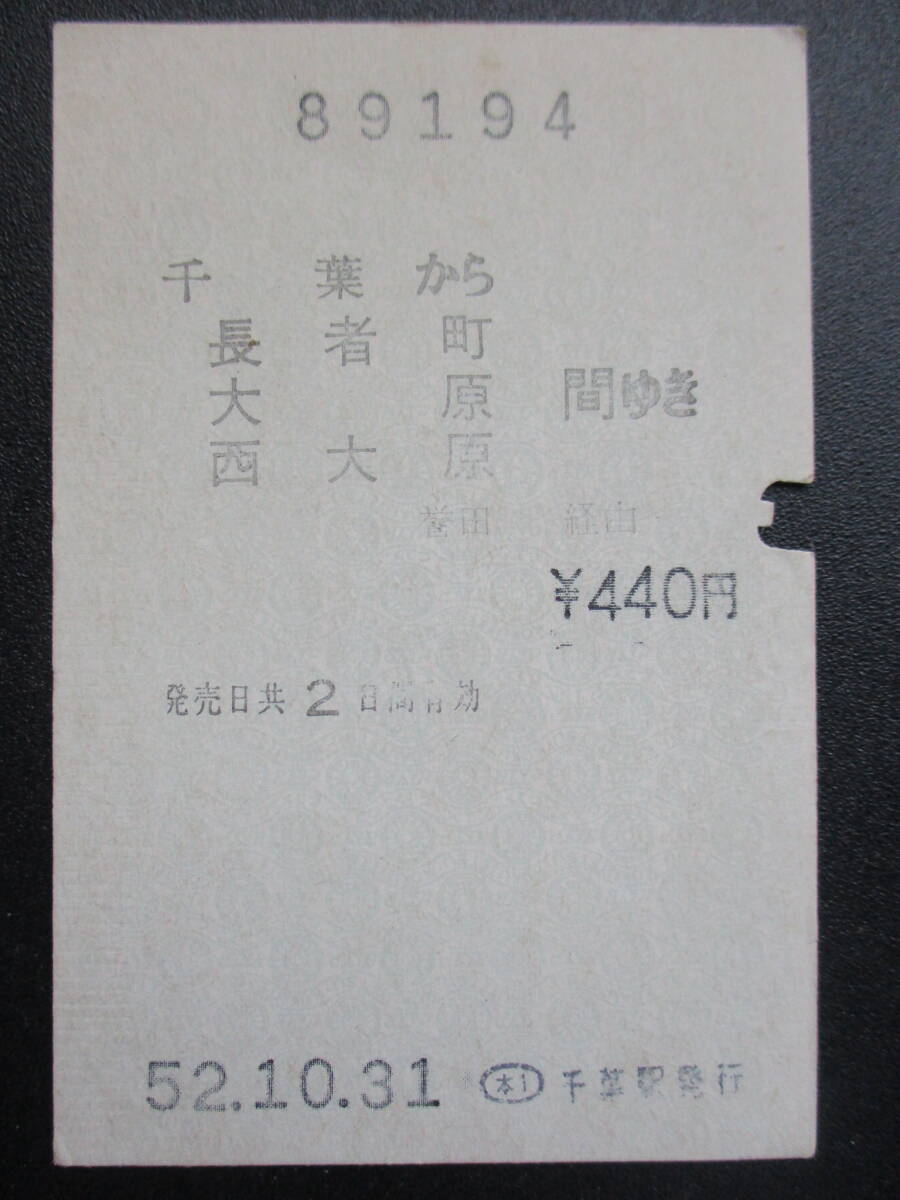 89194
千葉から
長者町
大原 間ゆき
西大原
誉田 経由
¥440円
発売日共2日間有効
52.10.31 本1 千葉駅発行